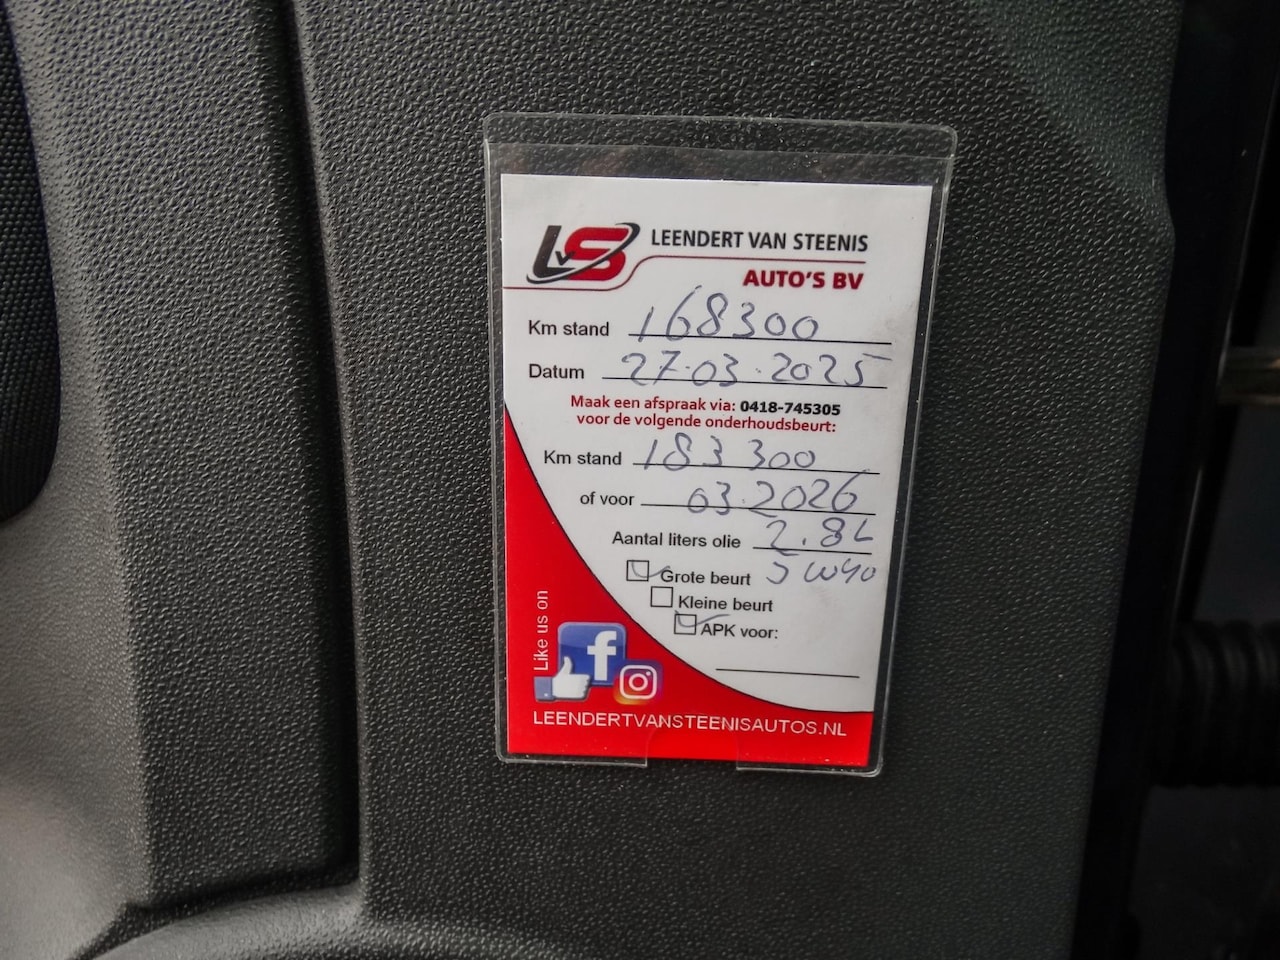 LVS LEENDERT VAN STEENIS
AUTO'S BV
Km stand 168300
Datum 27.03.2025
Maak een afspraak via: 0418-745305
voor de volgende onderhoudsbeurt:
Km stand 183300
of voor 03.2026
Aantal liters olie 2.8L
Grote beurt 5W40
Kleine beurt
APK voor:
Like us on
f
LEENDERTVANSTEENISAUTOS.NL